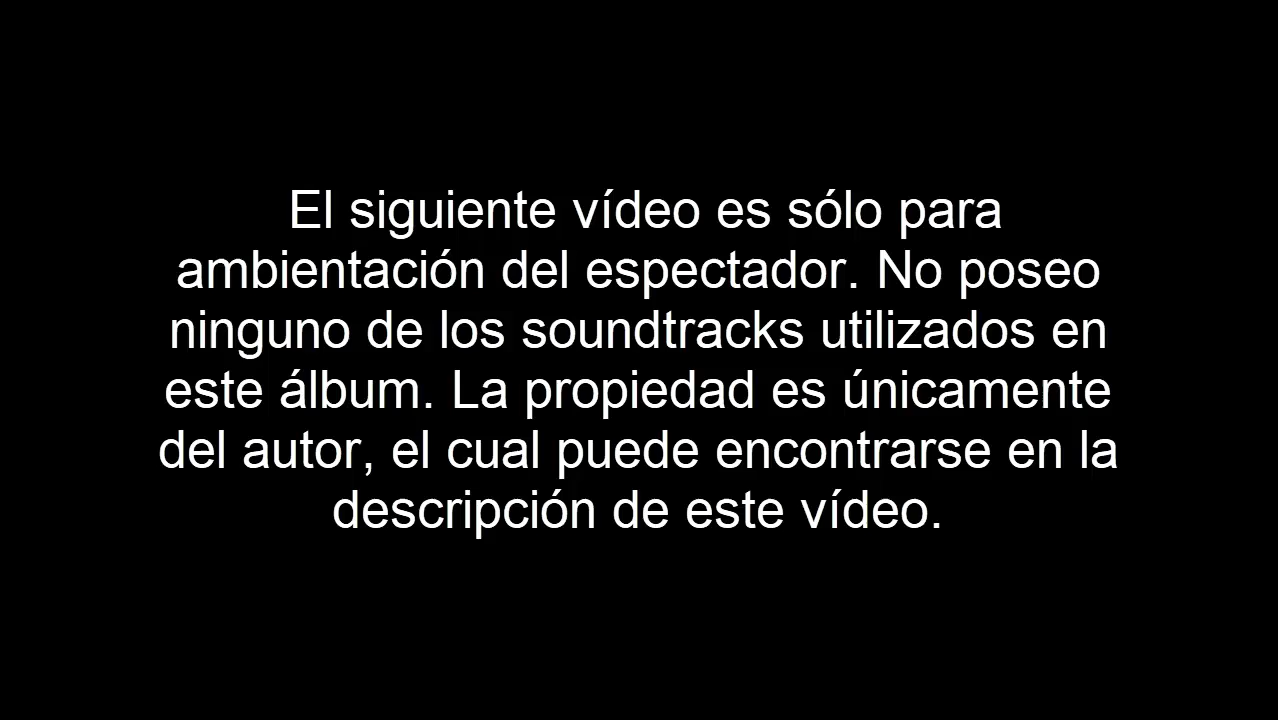 El siguiente vídeo es sólo para
ambientación del espectador. No poseo
ninguno de los soundtracks utilizados en
este álbum. La propiedad es únicamente
del autor, el cual puede encontrarse en la
descripción de este vídeo.